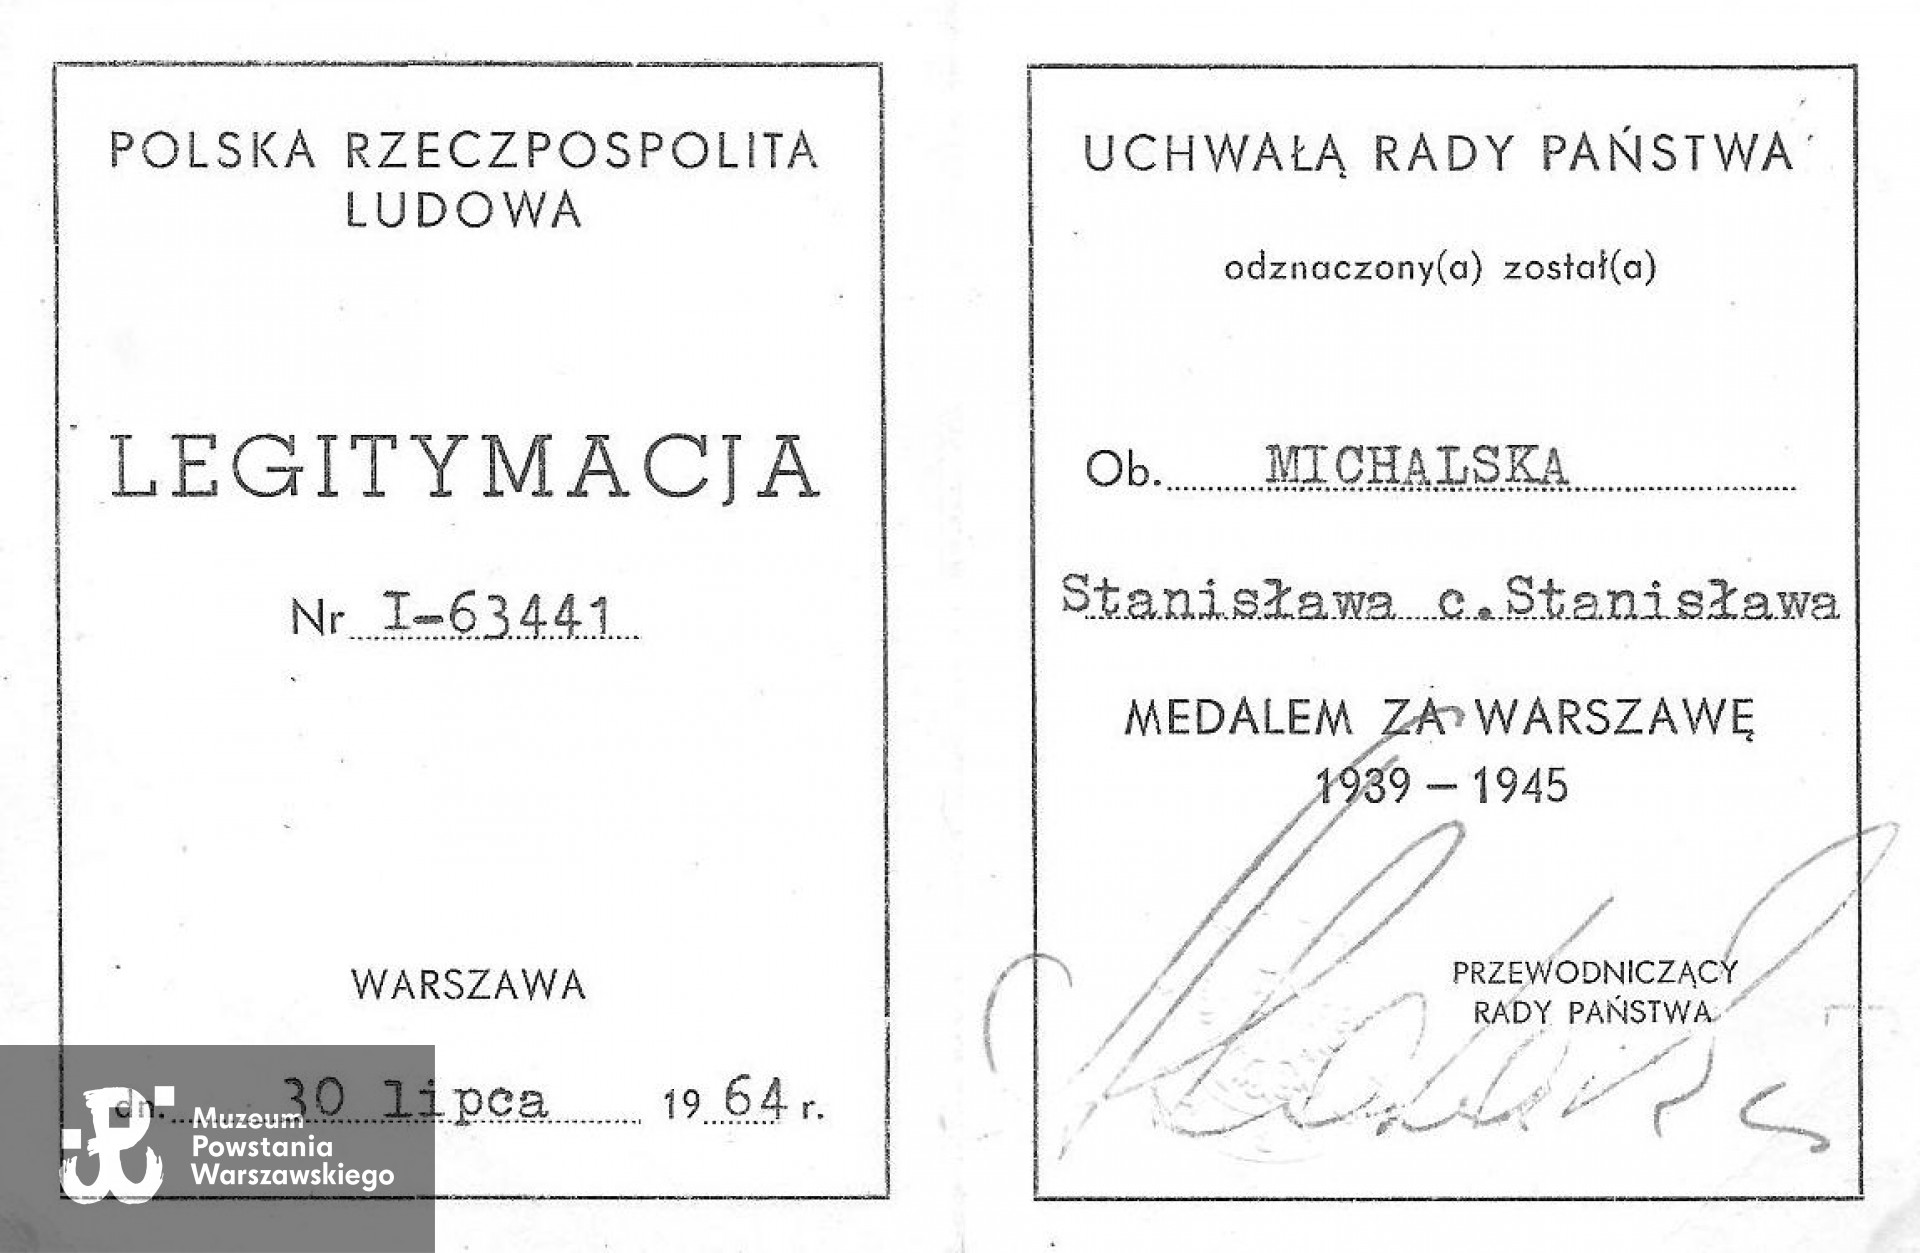 POLSKA RZECZPOSPOLITA
LUDOWA
LEGITYMACJA
Nr I-63441
WARSZAWA
dn. 30 lipca 1964 r.
Muzeum
Powstania
Warszawskiego
UCHWAŁĄ RADY PAŃSTWA
odznaczony(a) został(a)
Ob. MICHALSKA
Stanisława c.Stanisława
MEDALEM ZA WARSZAWĘ
1939 – 1945
PRZEWODNICZĄCY
RADY PAŃSTWA